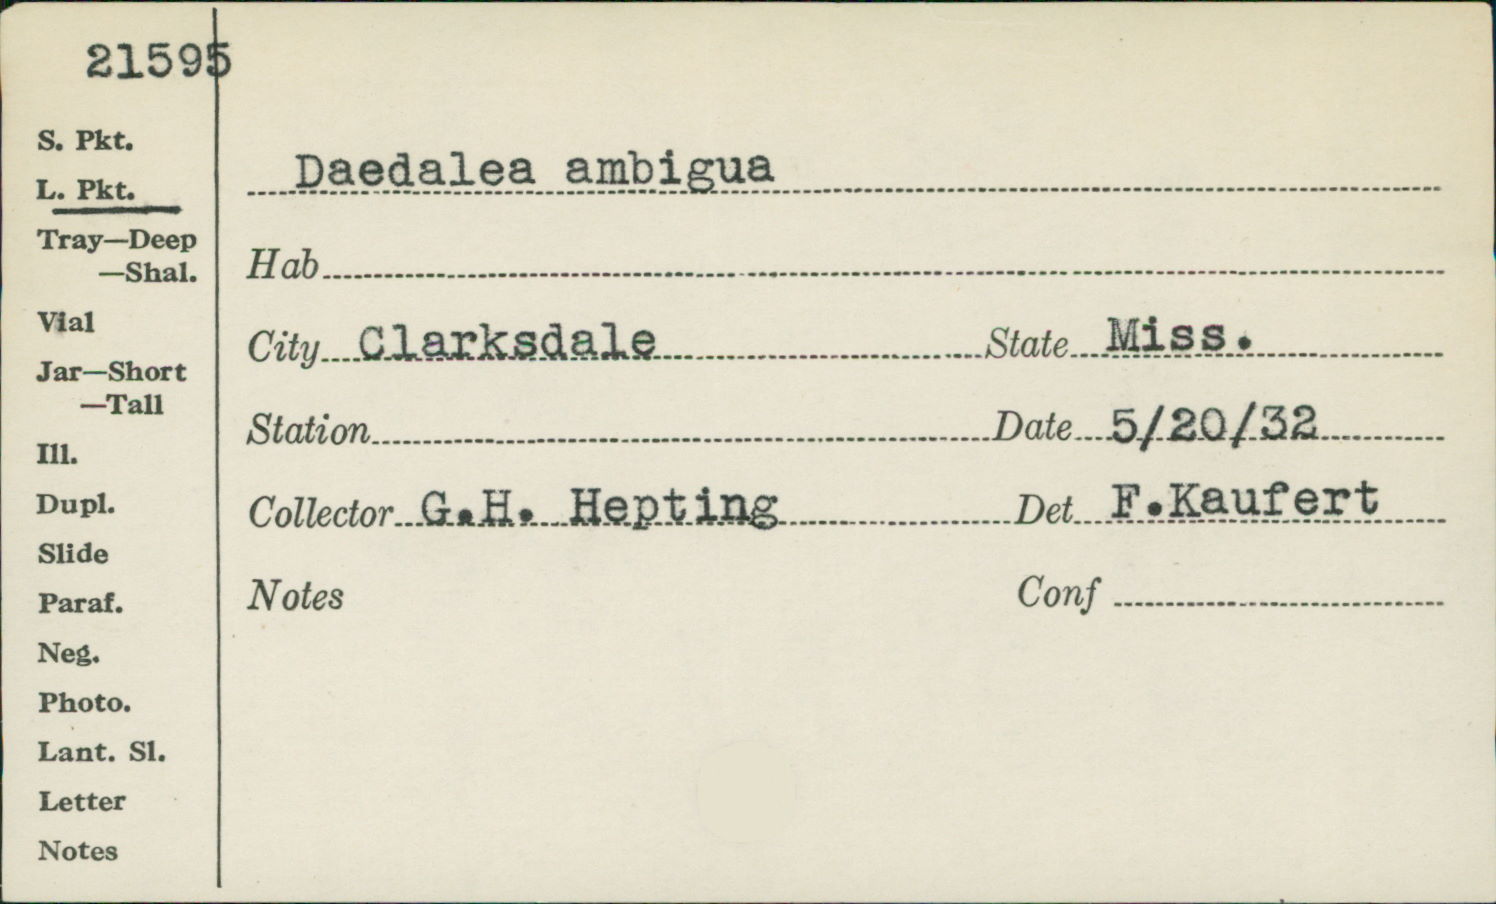 21595
S. Pkt.
L. Pkt.
Tray—Deep
—Shal.
Vial
Jar—Short
—Tall
Ill.
Dupl.
Slide
Paraf.
Neg.
Photo.
Lant. Sl.
Letter
Notes
Daedalea ambigua
Hab
City Clarksdale State Miss.
Station Date 5/20/32
Collector G.H. Hepting Det F.Kaufert
Notes Conf